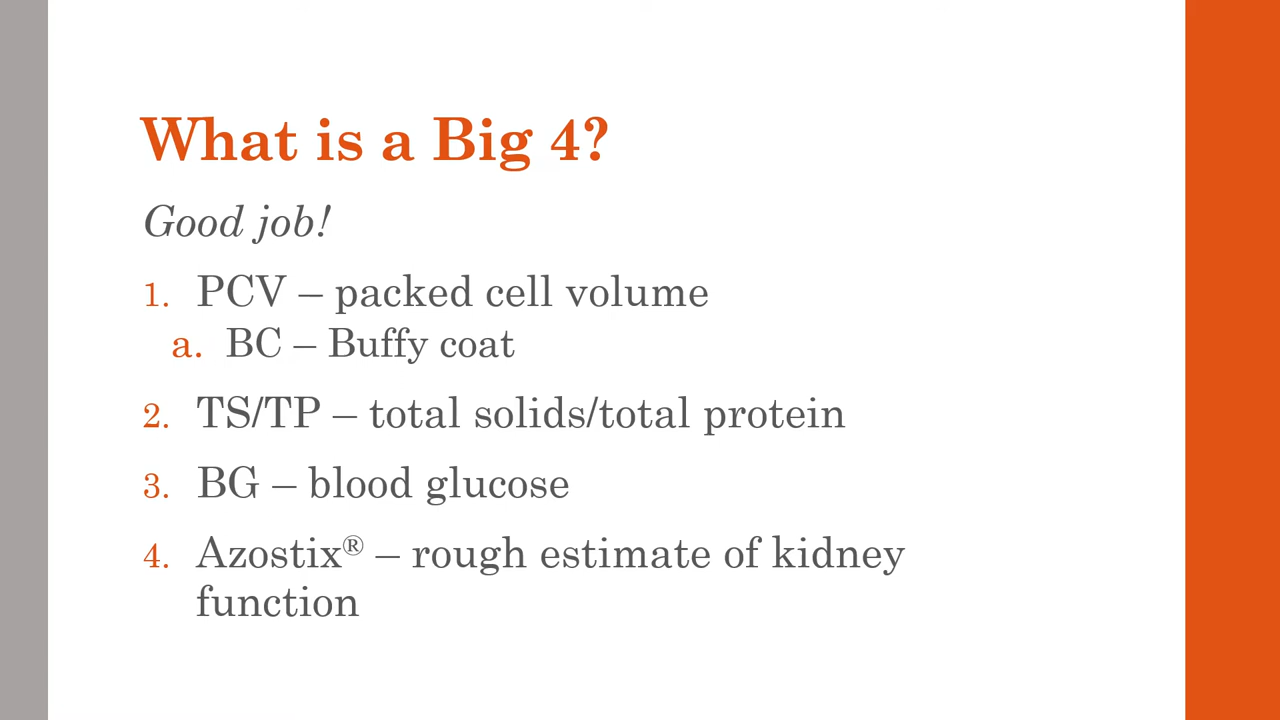 What is a Big 4?
Good job!
1. PCV – packed cell volume
a. BC – Buffy coat
2. TS/TP – total solids/total protein
3. BG – blood glucose
4. Azostix® – rough estimate of kidney
function